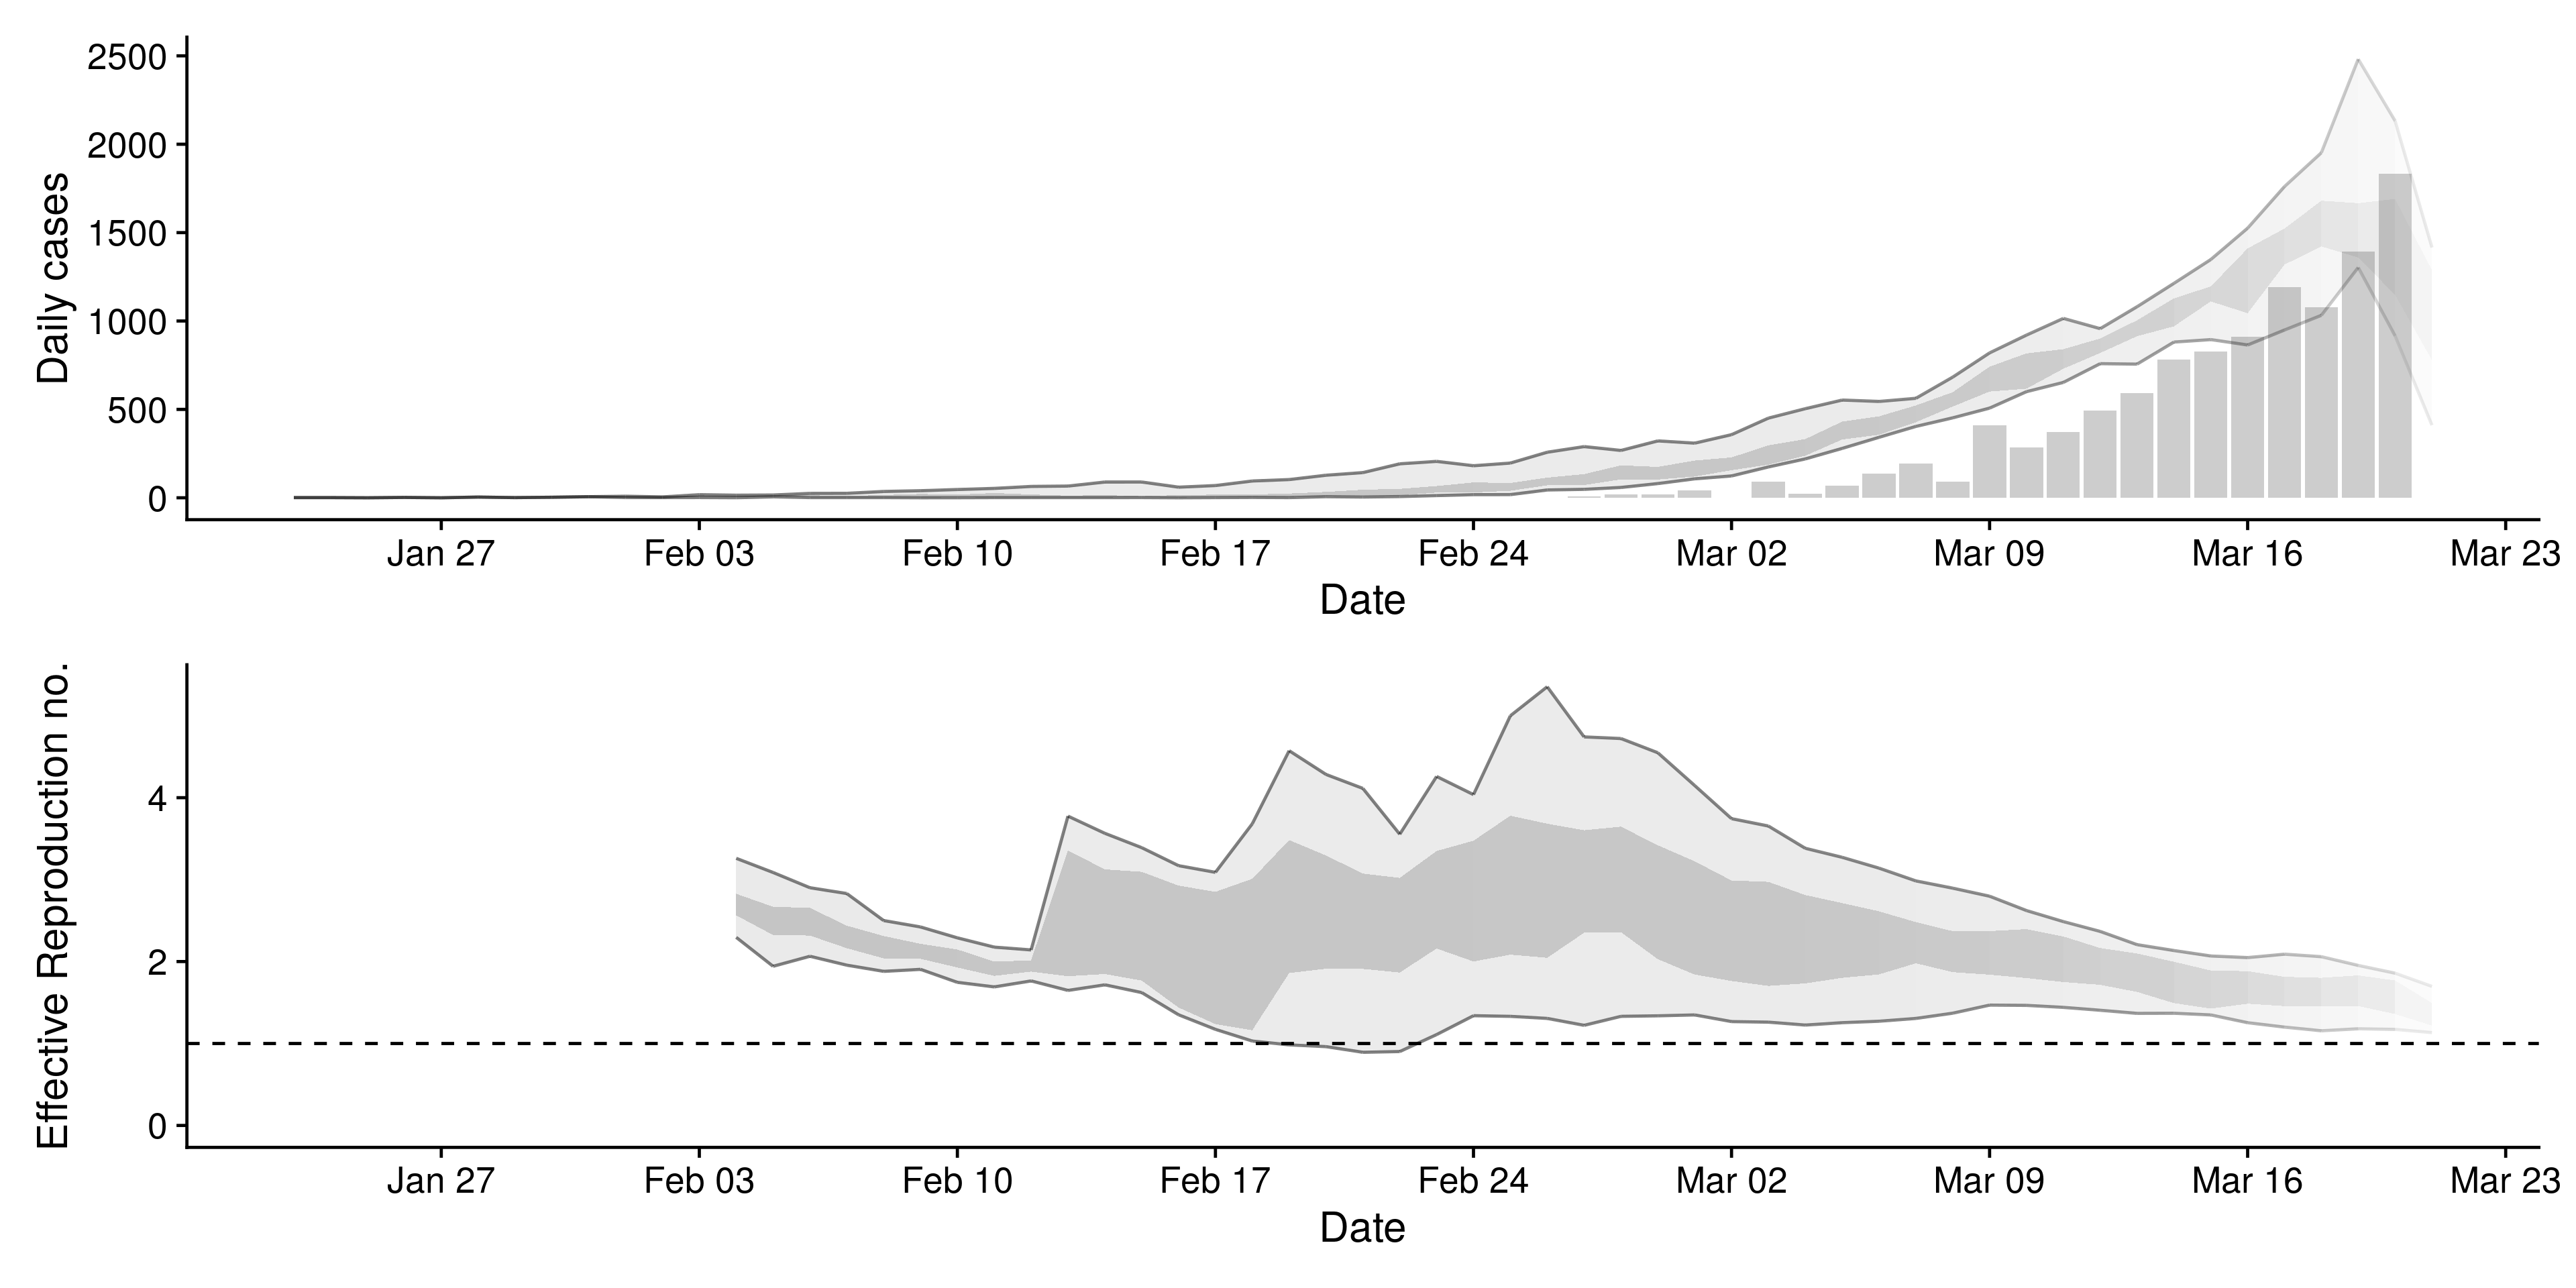 Daily cases
2500
2000
1500
1000
500
0
Jan 27 Feb 03 Feb 10 Feb 17 Feb 24 Mar 02 Mar 09 Mar 16 Mar 23
Date
Effective Reproduction no.
4
2
0
Jan 27 Feb 03 Feb 10 Feb 17 Feb 24 Mar 02 Mar 09 Mar 16 Mar 23
Date